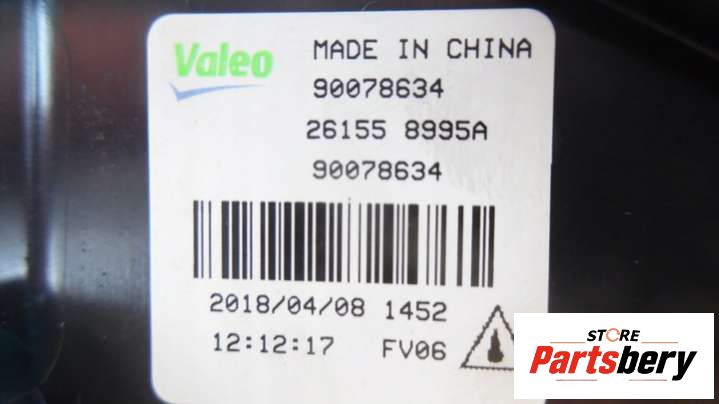 Valeo MADE IN CHINA
90078634
26155 8995A
90078634
2018/04/08 1452
12:12:17 FV06
STORE
Partsbery